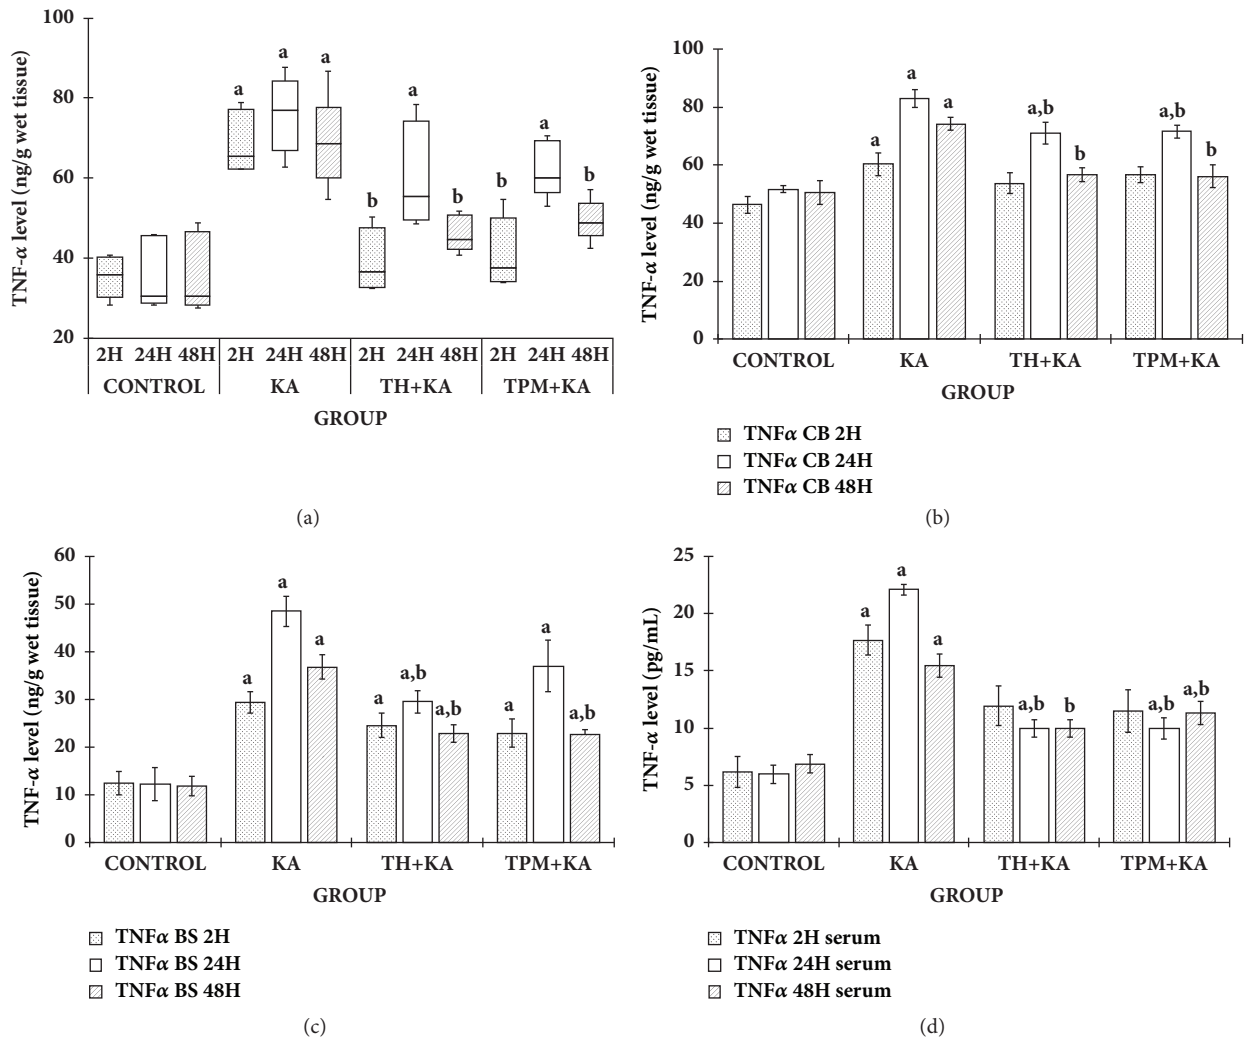 100
80
60
40
20
TNF-α level (ng/g wet tissue)
a
a
a
b
a
b
b
a
b
2H 24H 48H 2H 24H 48H 2H 24H 48H 2H 24H 48H
CONTROL KA TH+KA TPM+KA
GROUP
(a)
100
80
60
40
20
0
TNF-α level (ng/g wet tissue)
a
a
a
a,b
b
a,b
b
CONTROL KA TH+KA TPM+KA
GROUP
TNFα CB 2H
TNFα CB 24H
TNFα CB 48H
(b)
60
50
40
30
20
10
0
TNF-α level (ng/g wet tissue)
a
a
a
a
a,b
a,b
a
a
a,b
CONTROL KA TH+KA TPM+KA
GROUP
TNFα BS 2H
TNFα BS 24H
TNFα BS 48H
(c)
25
20
15
10
5
0
TNF-α level (pg/mL)
a
a
a
a,b
b
a,b
a,b
CONTROL KA TH+KA TPM+KA
GROUP
TNFα 2H serum
TNFα 24H serum
TNFα 48H serum
(d)